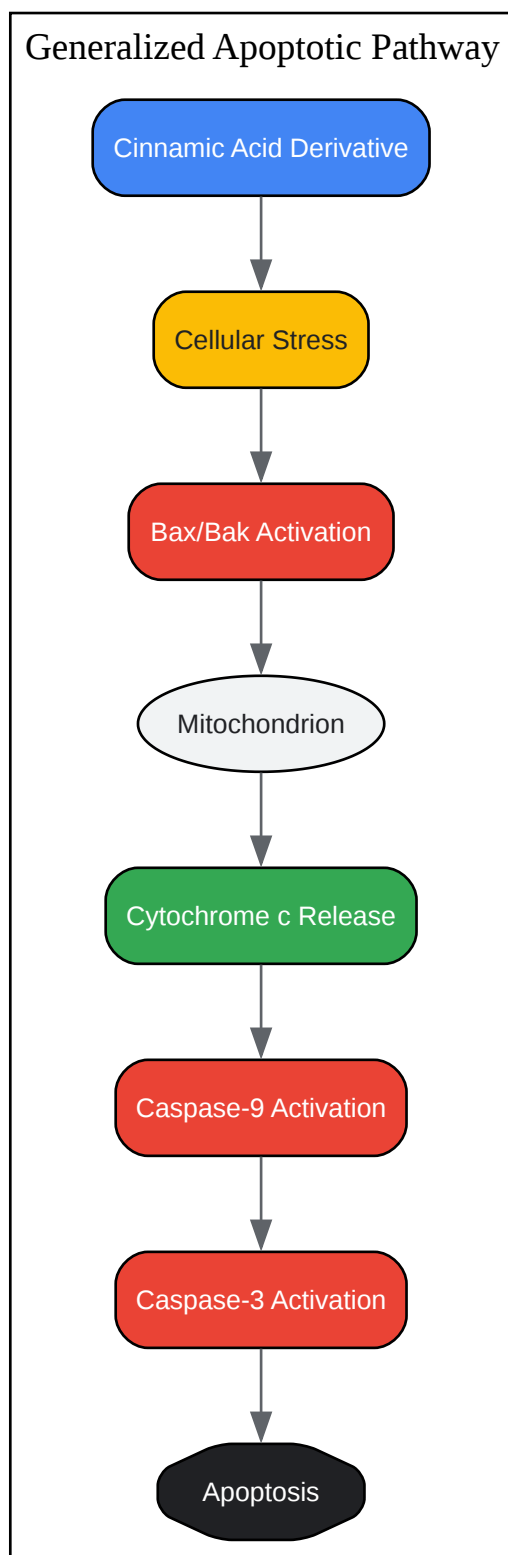 Generalized Apoptotic Pathway
Cinnamic Acid Derivative
Cellular Stress
Bax/Bak Activation
Mitochondrion
Cytochrome c Release
Caspase-9 Activation
Caspase-3 Activation
Apoptosis